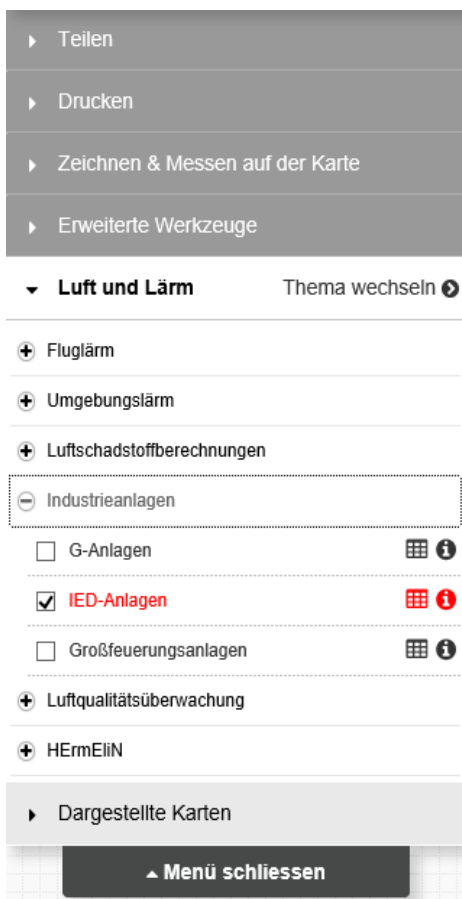 Teilen
Drucken
Zeichnen & Messen auf der Karte
Erweiterte Werkzeuge
Luft und Lärm Thema wechseln
Fluglärm
Umgebungslärm
Luftschadstoffberechnungen
Industrieanlagen
G-Anlagen
IED-Anlagen
Großfeuerungsanlagen
Luftqualitätsüberwachung
HErmEliN
Dargestellte Karten
Menü schliessen